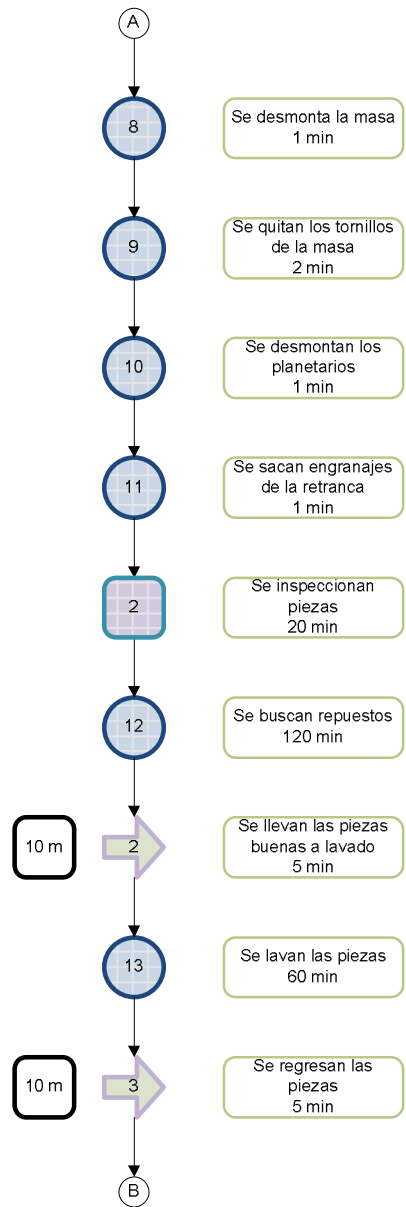 A
8
Se desmonta la masa
1 min
9
Se quitan los tornillos
de la masa
2 min
10
Se desmontan los
planetarios
1 min
11
Se sacan engranajes
de la retranca
1 min
2
Se inspeccionan
piezas
20 min
12
Se buscan repuestos
120 min
10 m
2
Se llevan las piezas
buenas a lavado
5 min
13
Se lavan las piezas
60 min
10 m
3
Se regresan las
piezas
5 min
B